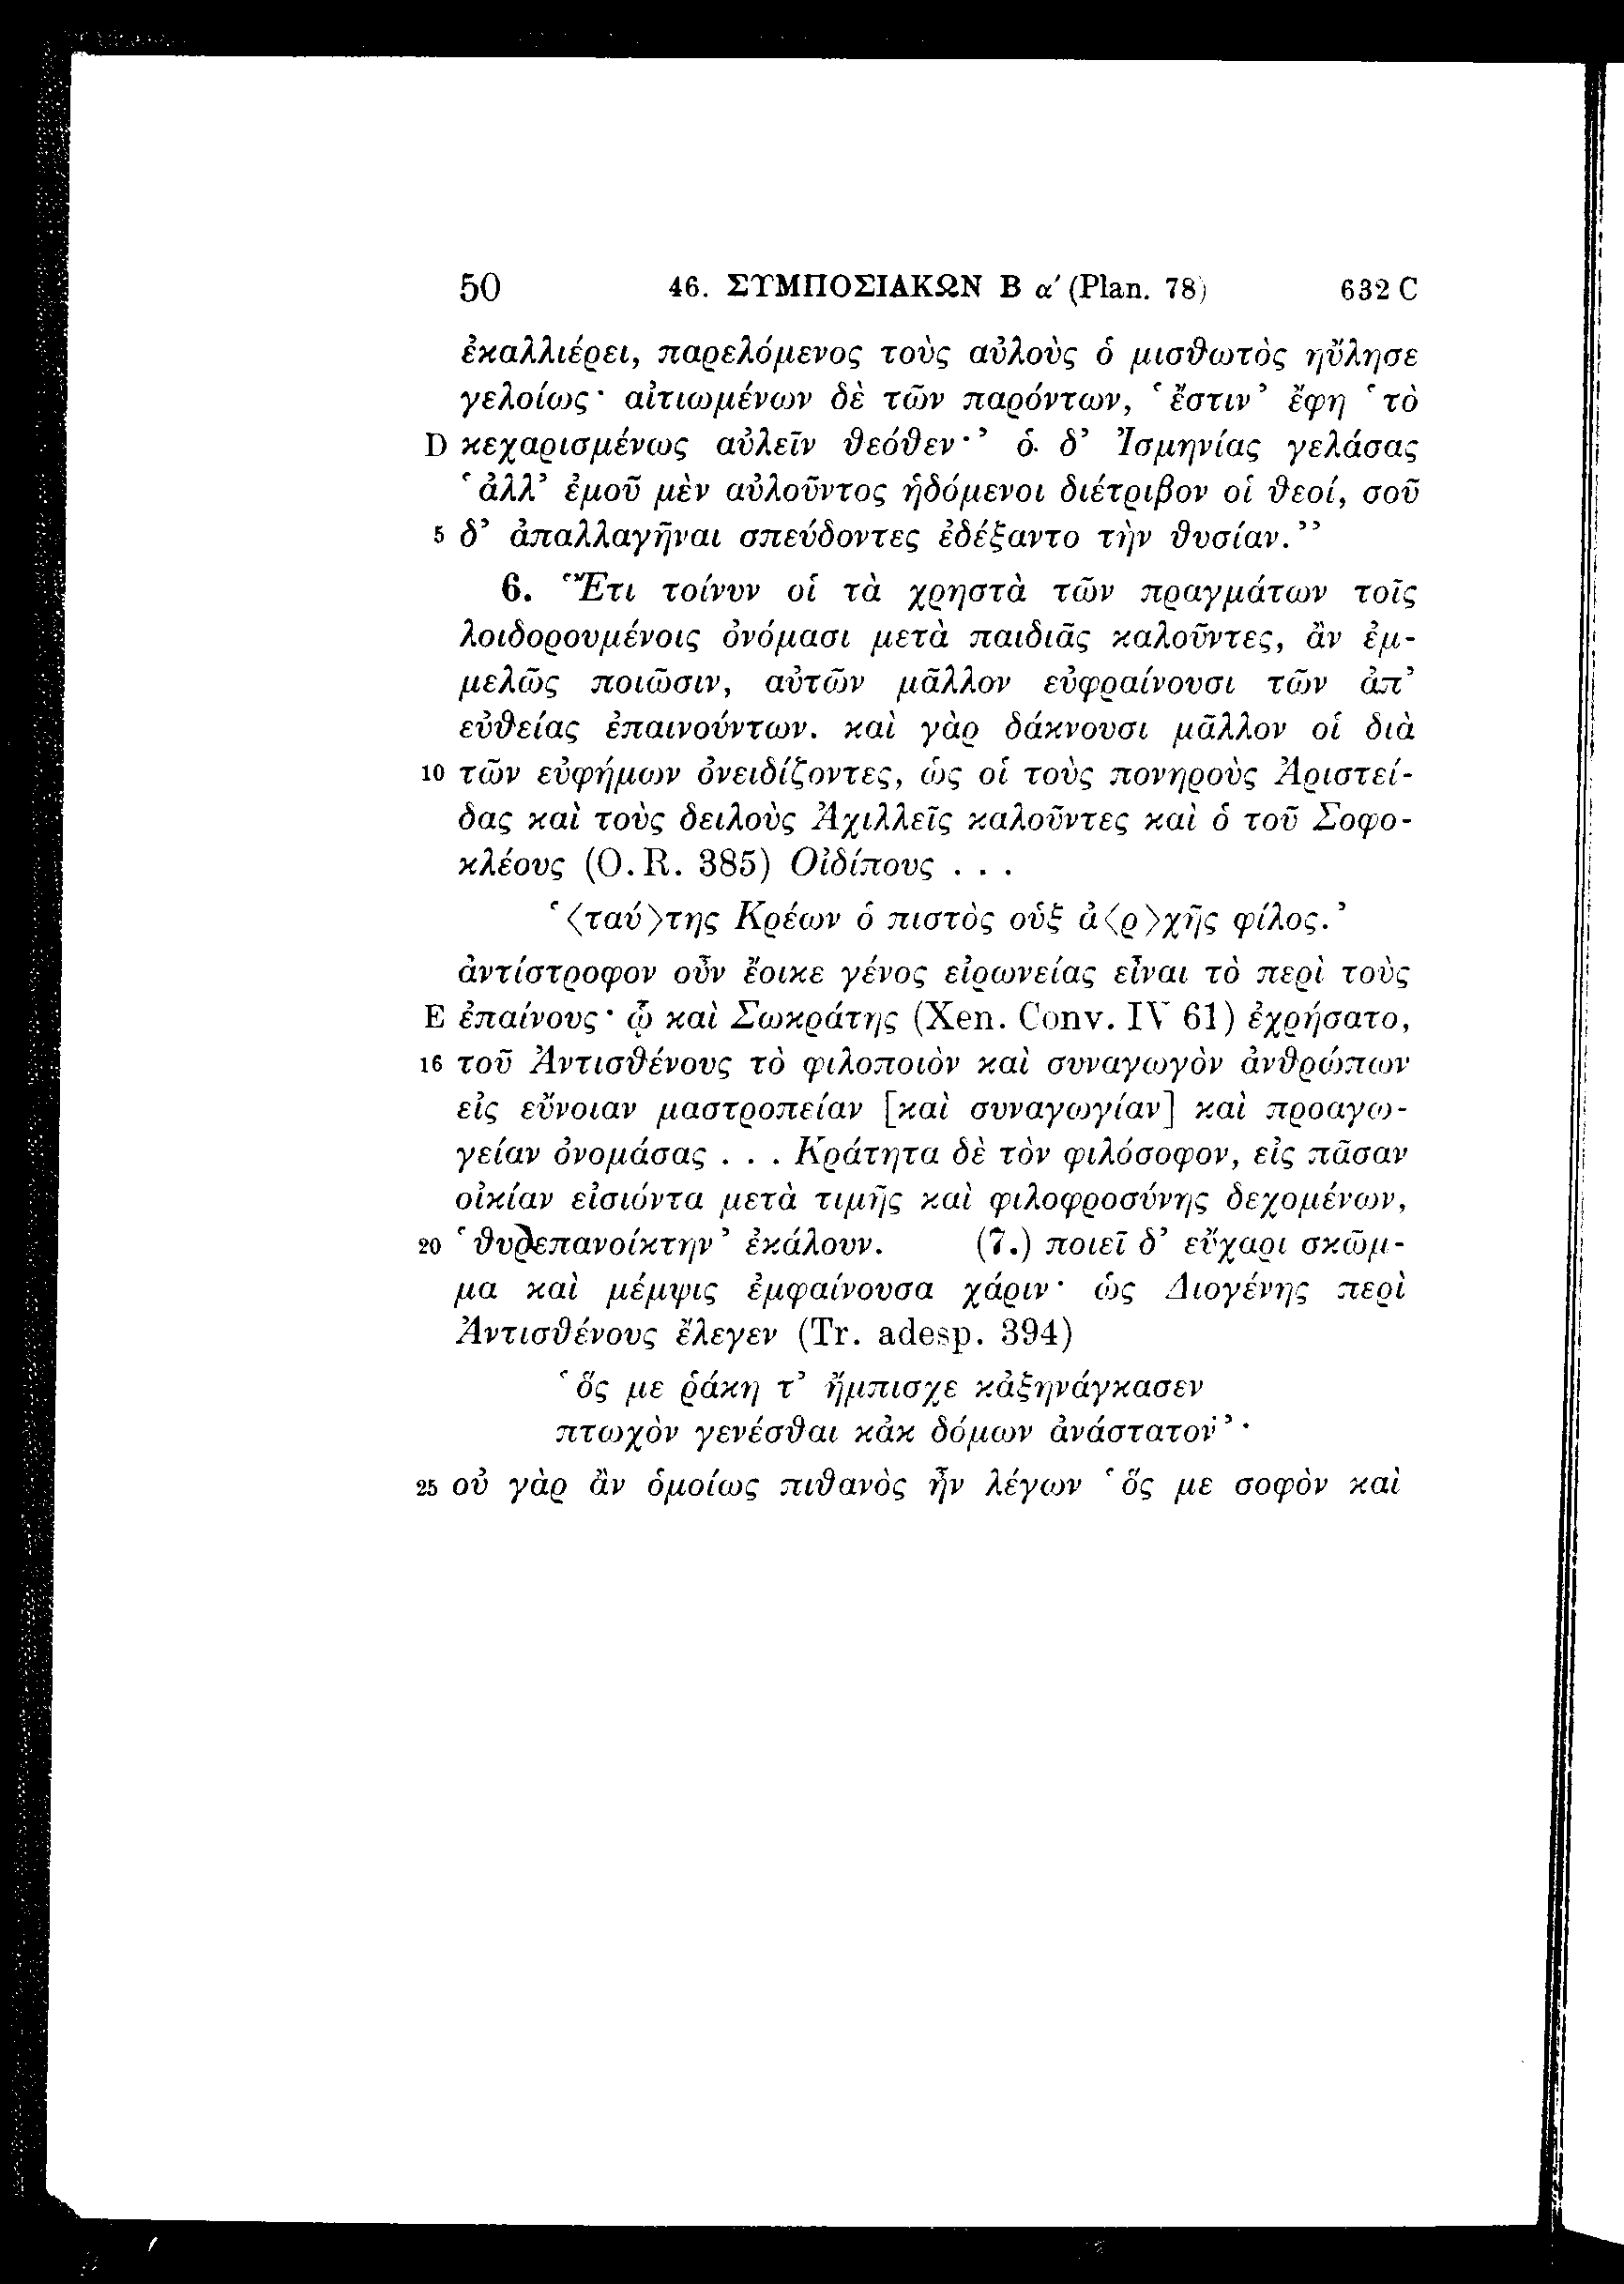 50 46. ΣΥΜΠΟΣΙΑΚΩΝ Β α′ (Plan. 78) 632 C
ἐκαλλιέρει, παρελόμενος τοὺς αὐλοὺς ὁ μισθωτὸς ηὔλησε
γελοίως· αἰτιωμένων δὲ τῶν παρόντων, ‘ἔστιν’ ἔφη ‘τὸ
D κεχαρισμένως αὐλεῖν θεόθεν·’ ὁ δ’ Ἰσμηνίας γελάσας
‘ἀλλ’ ἐμοῦ μὲν αὐλοῦντος ἡδόμενοι διέτριβον οἱ θεοί, σοῦ
5 δ’ ἀπαλλαγῆναι σπεύδοντες ἐδέξαντο τὴν θυσίαν.’’
6. ‘Ἔτι τοίνυν οἱ τὰ χρηστὰ τῶν πραγμάτων τοῖς
λοιδορουμένοις ὀνόμασι μετὰ παιδιᾶς καλοῦντες, ἂν ἐμ-
μελῶς ποιῶσιν, αὐτῶν μᾶλλον εὐφραίνουσι τῶν ἀπ’
εὐθείας ἐπαινούντων. καὶ γὰρ δάκνουσι μᾶλλον οἱ διὰ
10 τῶν εὐφήμων ὀνειδίζοντες, ὡς οἱ τοὺς πονηροὺς Ἀριστεί-
δας καὶ τοὺς δειλοὺς Ἀχιλλεῖς καλοῦντες καὶ ὁ τοῦ Σοφο-
κλέους (O. R. 385) Οἰδίπους . . .
‘⟨ταύ⟩της Κρέων ὁ πιστὸς οὑξ ἀ⟨ρ⟩χῆς φίλος.’
ἀντίστροφον οὖν ἔοικε γένος εἰρωνείας εἶναι τὸ περὶ τοὺς
E ἐπαίνους· ᾧ καὶ Σωκράτης (Xen. Conv. IV 61) ἐχρήσατο,
16 τοῦ Ἀντισθένους τὸ φιλοποιὸν καὶ συναγωγὸν ἀνθρώπων
εἰς εὔνοιαν μαστροπείαν [καὶ συναγωγίαν] καὶ προαγω-
γείαν ὀνομάσας . . . Κράτητα δὲ τὸν φιλόσοφον, εἰς πᾶσαν
οἰκίαν εἰσιόντα μετὰ τιμῆς καὶ φιλοφροσύνης δεχομένων,
20 ‘θυρεπανοίκτην’ ἐκάλουν. (7.) ποιεῖ δ’ εὔχαρι σκῶμ-
μα καὶ μέμψις ἐμφαίνουσα χάριν· ὡς Διογένης περὶ
Ἀντισθένους ἔλεγεν (Tr. adesp. 394)
‘ὅς με ῥάκη τ’ ἤμπισχε κἀξηνάγκασεν
πτωχὸν γενέσθαι κἀκ δόμων ἀνάστατον’·
25 οὐ γὰρ ἂν ὁμοίως πιθανὸς ἦν λέγων ‘ὅς με σοφὸν καὶ